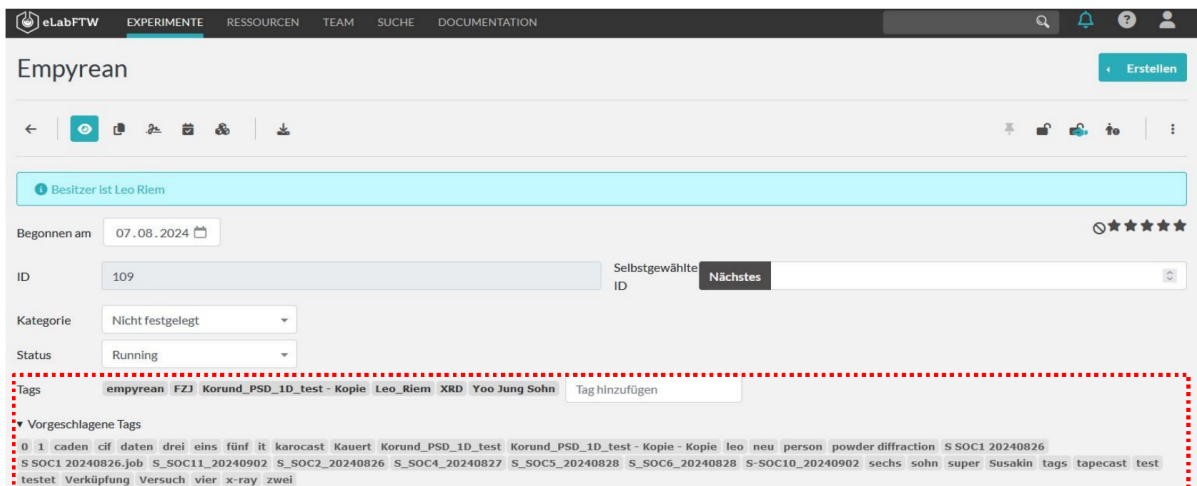 eLabFTW EXPERIMENTE RESSOURCEN TEAM SUCHE DOCUMENTATION
Empyrean
Erstellen
Besitzer ist Leo Riem
Begonnen am 07.08.2024
ID 109 Selbstgewählte ID Nächstes
Kategorie Nicht festgelegt
Status Running
Tags empyrean FZJ Korund_PSD_1D_test - Kopie Leo_Riem XRD Yoo Jung Sohn Tag hinzufügen
Vorgeschlagene Tags
0 1 caden cif daten drei eins fünf it karocast Kauert Korund_PSD_1D_test Korund_PSD_1D_test - Kopie - Kopie leo neu person powder diffraction S SOC1 20240826
S SOC1 20240826.job S_SOC11_20240902 S_SOC2_20240826 S_SOC4_20240827 S_SOC5_20240828 S_SOC6_20240828 S-SOC10_20240902 sechs sohn super Susakin tags tapecast test
testet Verküpfung Versuch vier x-ray zwei